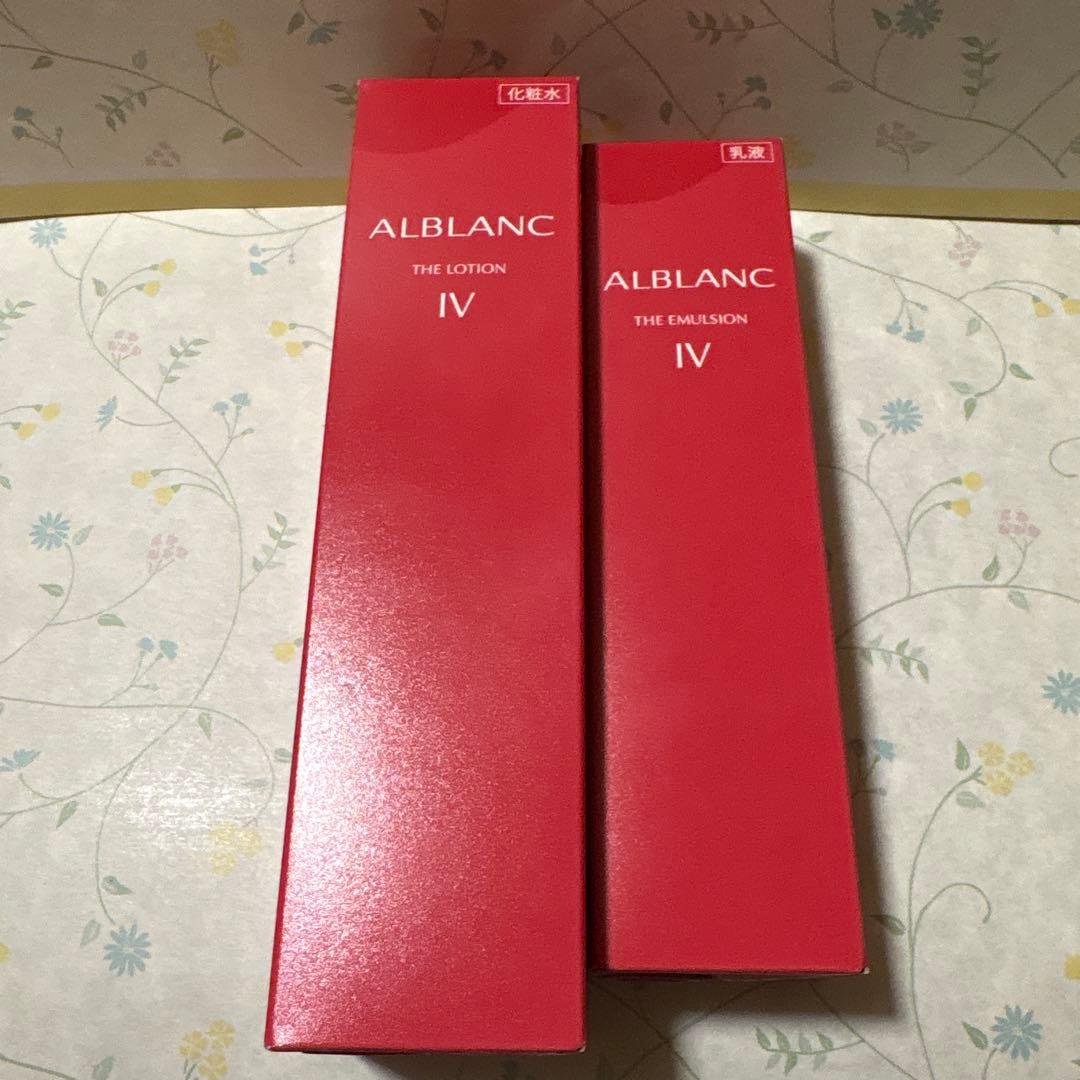 化粧水
ALBLANC
THE LOTION
IV
乳液
ALBLANC
THE EMULSION
IV